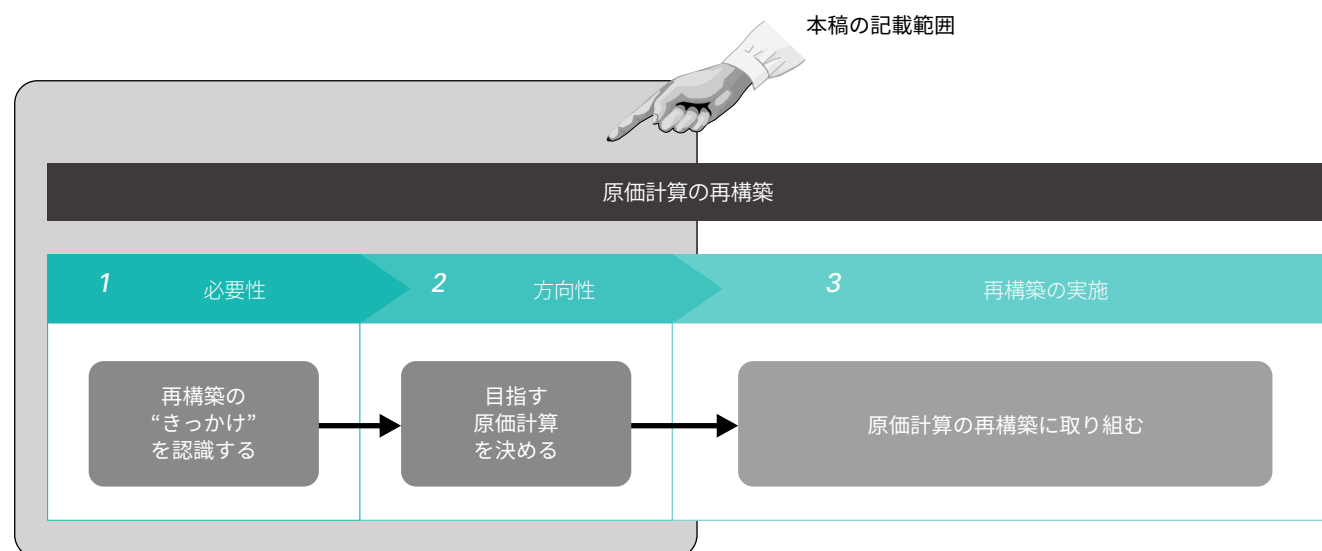 本稿の記載範囲
原価計算の再構築
1 必要性
2 方向性
3 再構築の実施
再構築の
“きっかけ”
を認識する
目指す
原価計算
を決める
原価計算の再構築に取り組む